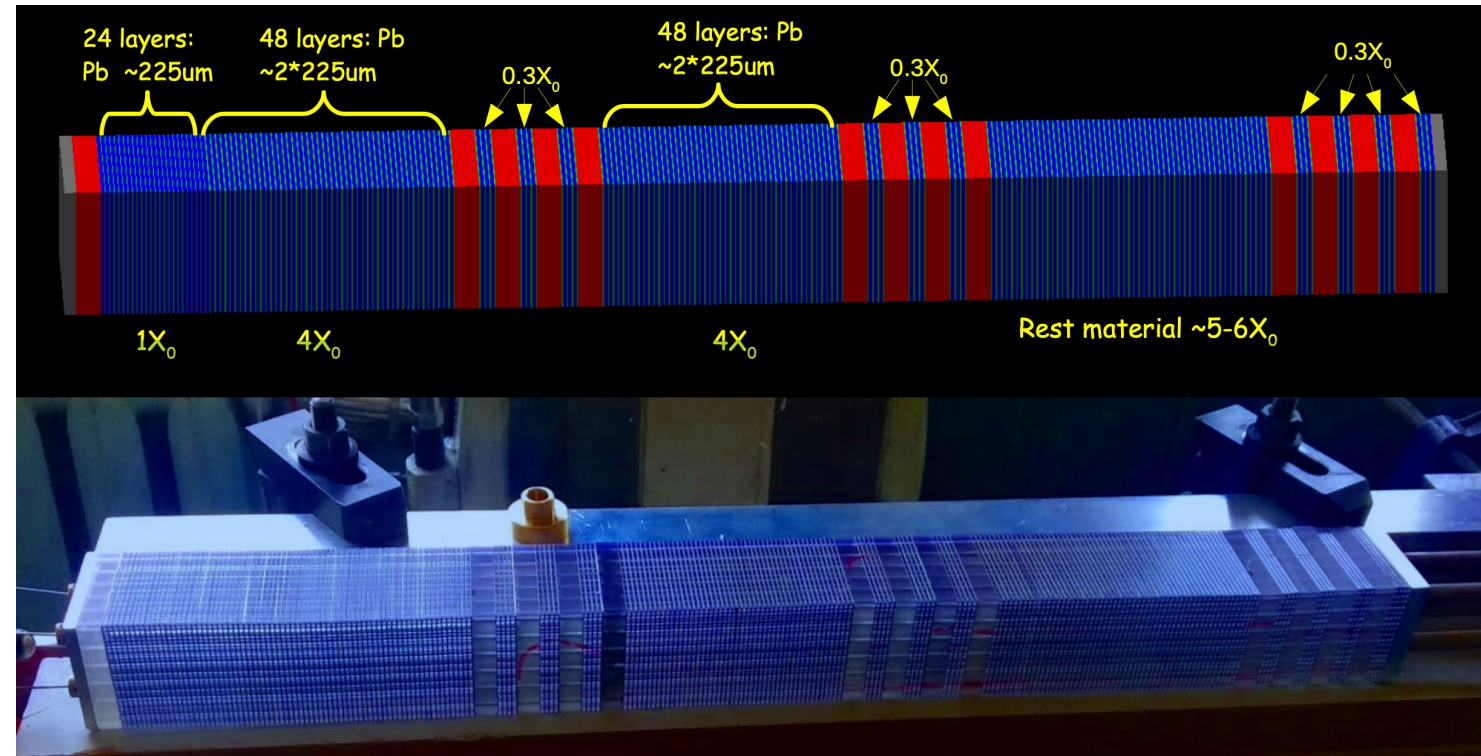 24 layers:
Pb ~225um
48 layers: Pb
~2*225um
0.3X₀
48 layers: Pb
~2*225um
0.3X₀
0.3X₀
1X₀
4X₀
4X₀
Rest material ~5-6X₀